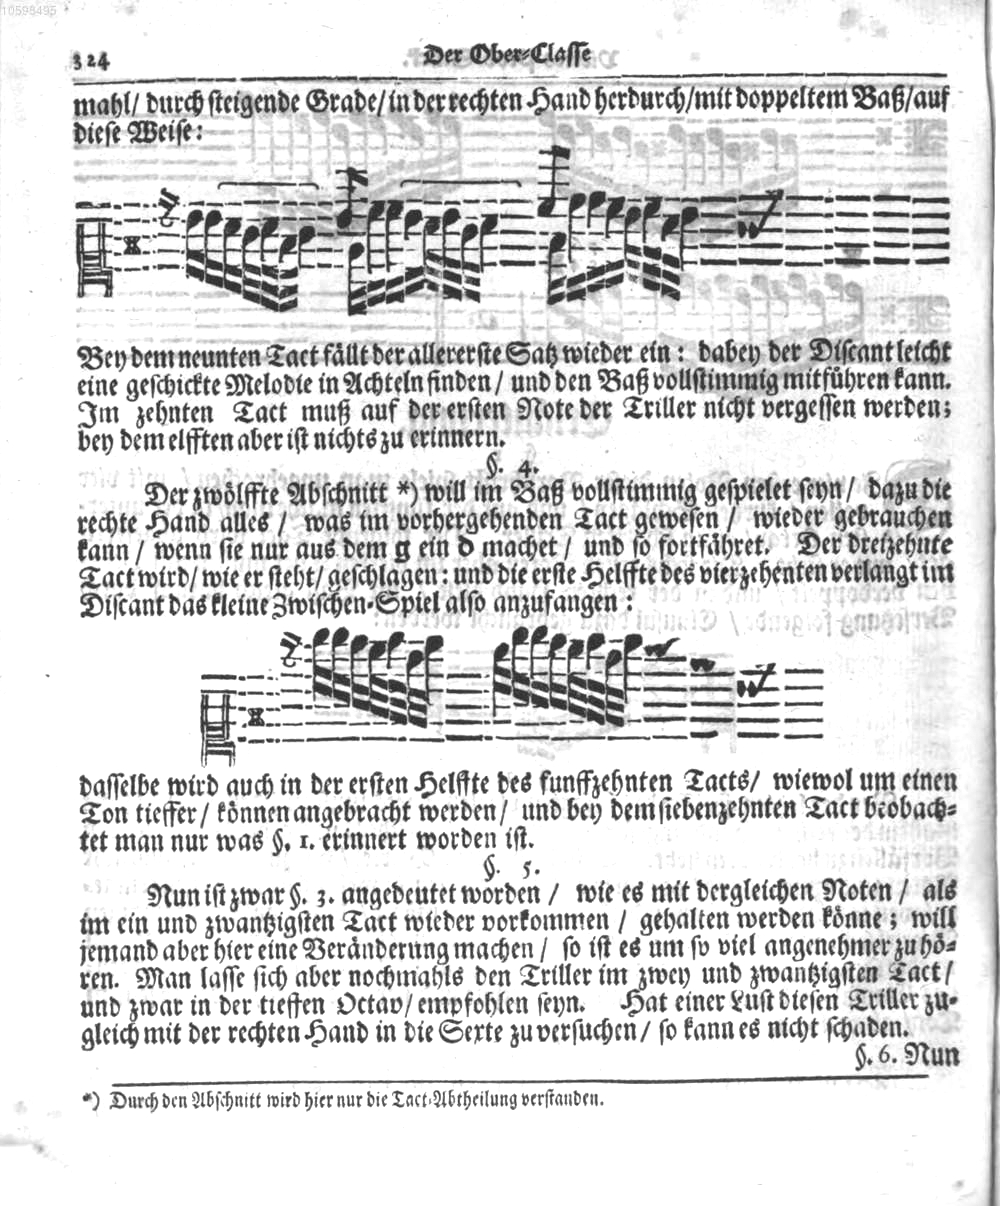 10598495
324
Der Ober-Classe
mahl/ durch steigende Grade/ in der rechten Hand herdurch/ mit doppeltem Baß/ auf
diese Weise:
Bey dem neunten Tact fällt der allererste Satz wieder ein: dabey der Discant leicht
eine geschickte Melodie in Achteln finden/ und den Baß vollstimmig mitführen kann.
Im zehnten Tact muß auf der ersten Note der Triller nicht vergessen werden;
bey dem elfften aber ist nichts zu erinnern.
§. 4.
Der zwölffte Abschnitt *) will im Baß vollstimmig gespielet seyn/ dazu die
rechte Hand alles/ was im vorhergehenden Tact gewesen/ wieder gebrauchen
kann/ wenn sie nur aus dem g ein d machet/ und so fortfähret. Der dreizehnte
Tact wird/ wie er steht/ geschlagen: und die erste Helffte des vierzehenten verlangt im
Discant das kleine Zwischen-Spiel also anzufangen:
dasselbe wird auch in der ersten Helffte des funffzehnten Tacts/ wiewol um einen
Ton tieffer/ können angebracht werden/ und bey dem siebenzehnten Tact beobach-
tet man nur was §. 1. erinnert worden ist.
§. 5.
Nun ist zwar §. 3. angedeutet worden/ wie es mit dergleichen Noten/ als
im ein und zwantzigsten Tact wieder vorkommen/ gehalten werden könne; will
jemand aber hier eine Veränderung machen/ so ist es um so viel angenehmer zu hö-
ren. Man lasse sich aber nochmahls den Triller im zwey und zwantzigsten Tact/
und zwar in der tieffen Octav/ empfohlen seyn. Hat einer Lust diesen Triller zu-
gleich mit der rechten Hand in die Sexte zu versuchen/ so kann es nicht schaden.
§. 6. Nun
*) Durch den Abschnitt wird hier nur die Tact-Abtheilung verstanden.